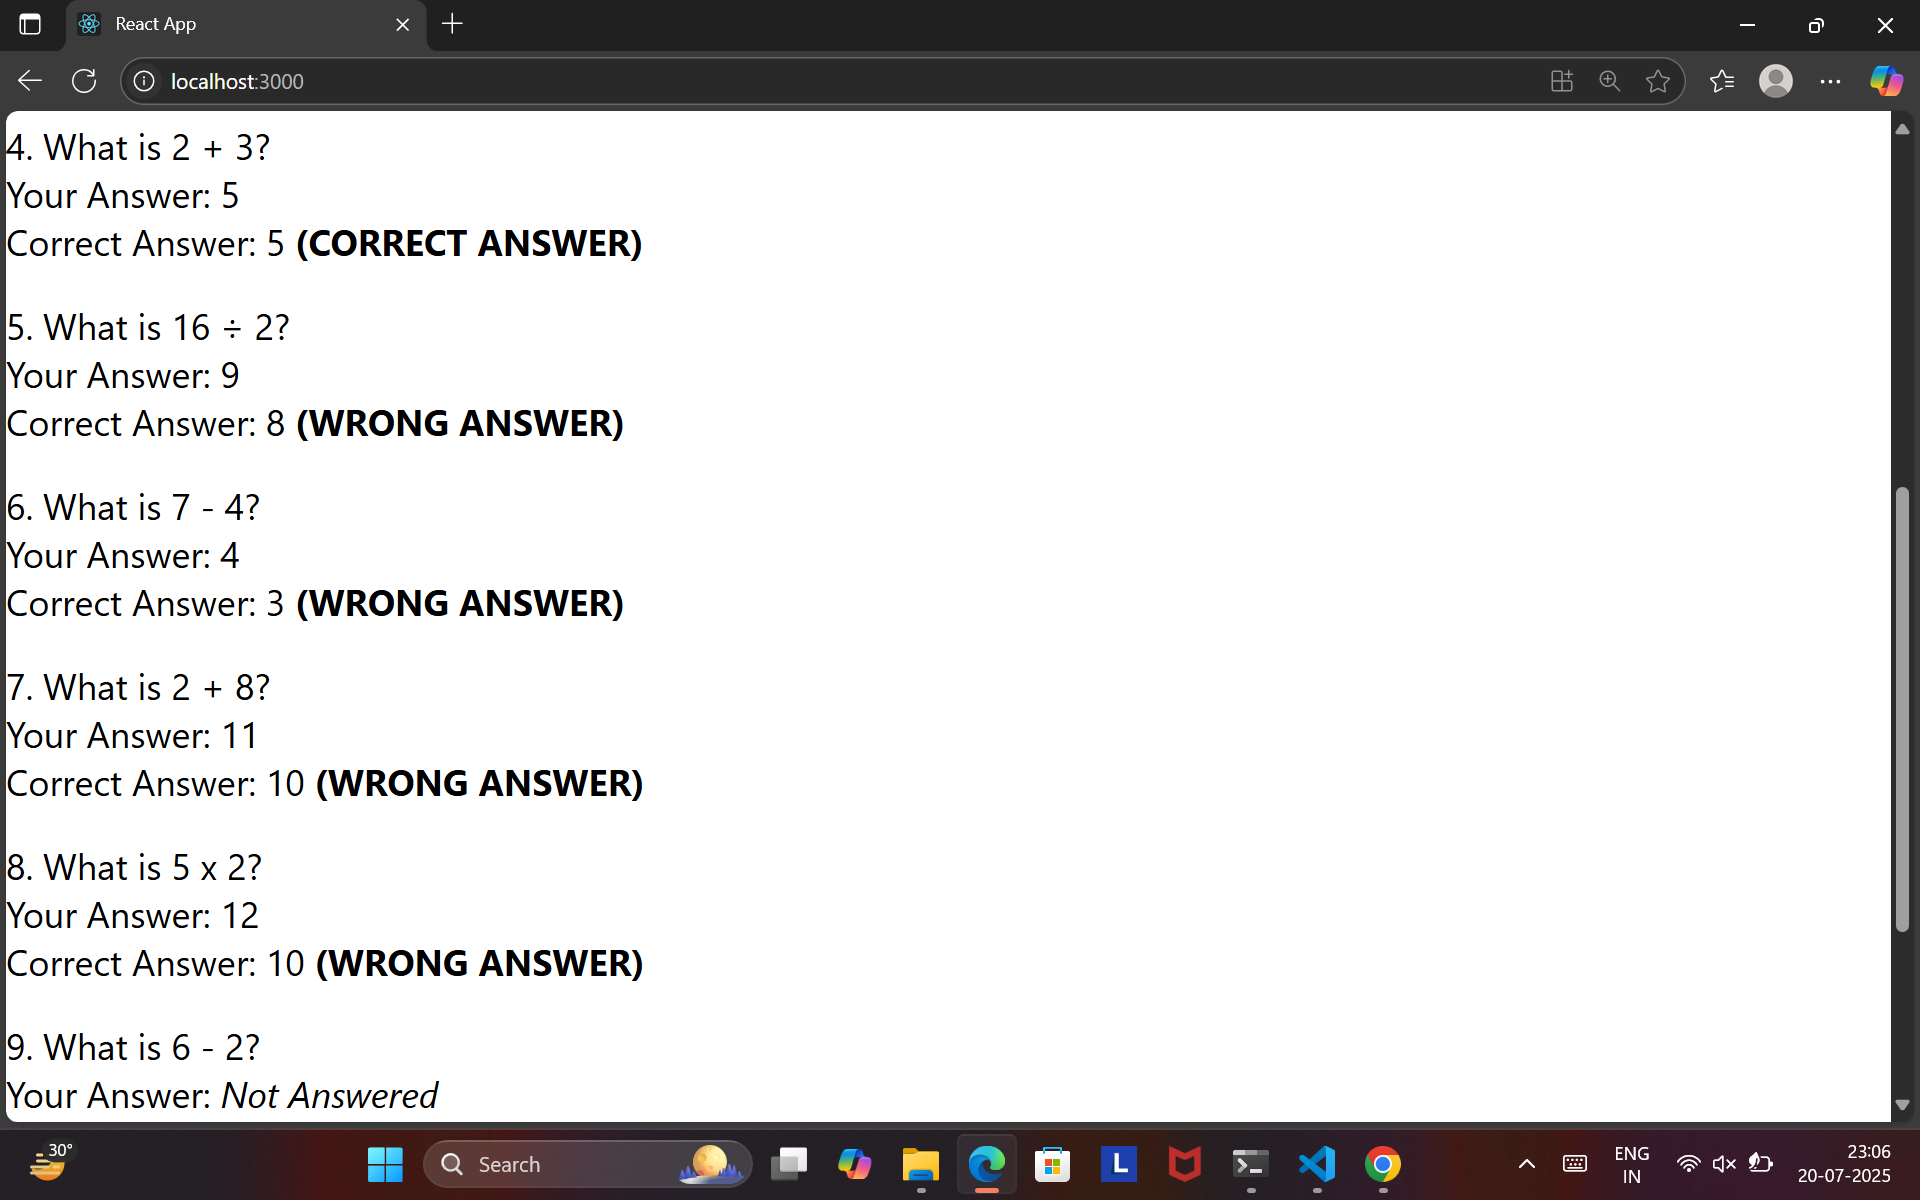 React App
localhost:3000
4. What is 2 + 3?
Your Answer: 5
Correct Answer: 5 (CORRECT ANSWER)
5. What is 16 ÷ 2?
Your Answer: 9
Correct Answer: 8 (WRONG ANSWER)
6. What is 7 - 4?
Your Answer: 4
Correct Answer: 3 (WRONG ANSWER)
7. What is 2 + 8?
Your Answer: 11
Correct Answer: 10 (WRONG ANSWER)
8. What is 5 x 2?
Your Answer: 12
Correct Answer: 10 (WRONG ANSWER)
9. What is 6 - 2?
Your Answer: Not Answered
30°
Search
L
ENG
IN
23:06
20-07-2025